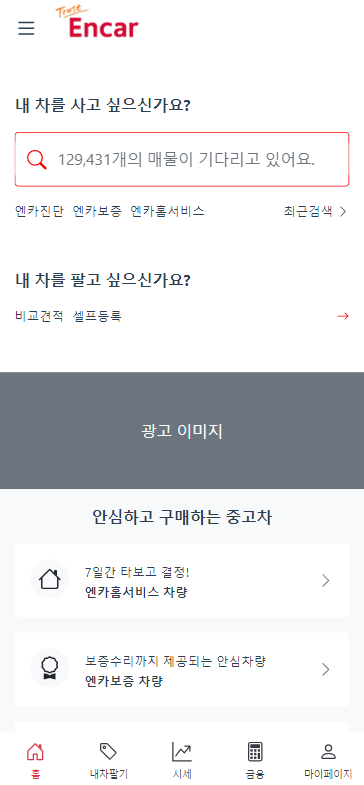 Trust
Encar
내 차를 사고 싶으신가요?
129,431개의 매물이 기다리고 있어요.
엔카진단 엔카보증 엔카홈서비스 최근검색
내 차를 팔고 싶으신가요?
비교견적 셀프등록
광고 이미지
안심하고 구매하는 중고차
7일간 타보고 결정!
엔카홈서비스 차량
보증수리까지 제공되는 안심차량
엔카보증 차량
홈 내차팔기 시세 금융 마이페이지